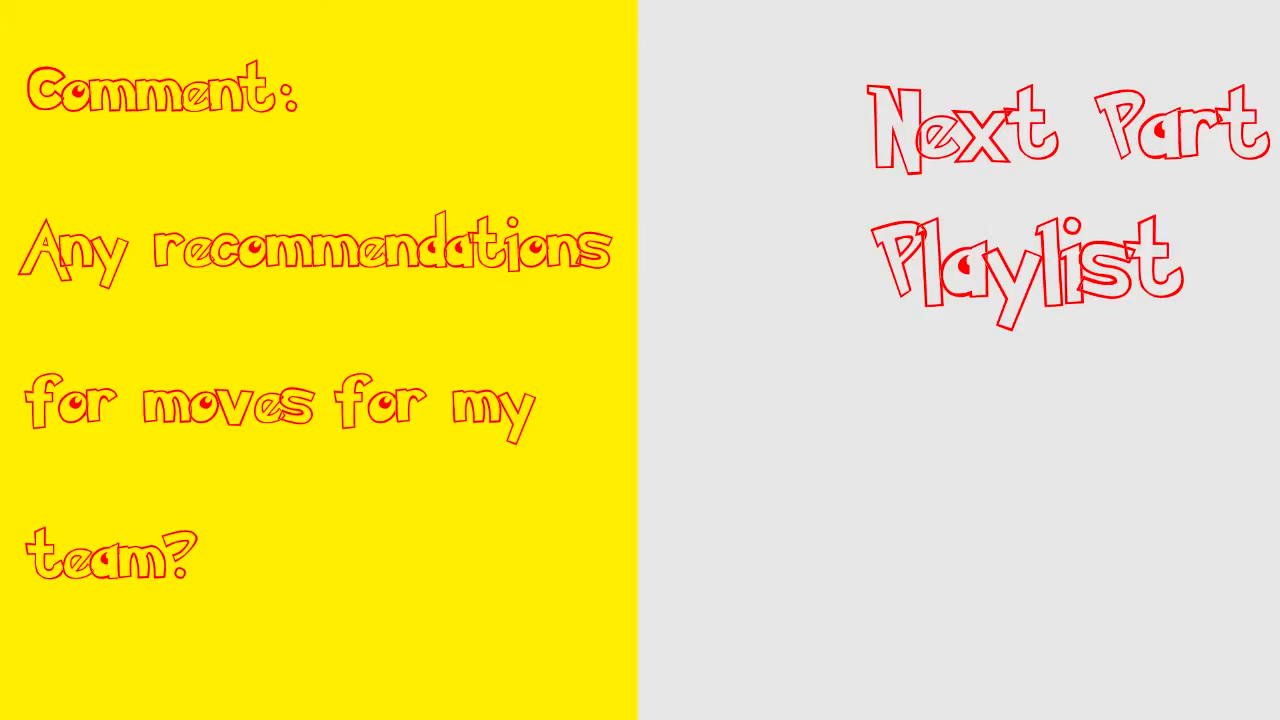 Comment:
Any recommendations
for moves for my
team?
Next Part
Playlist